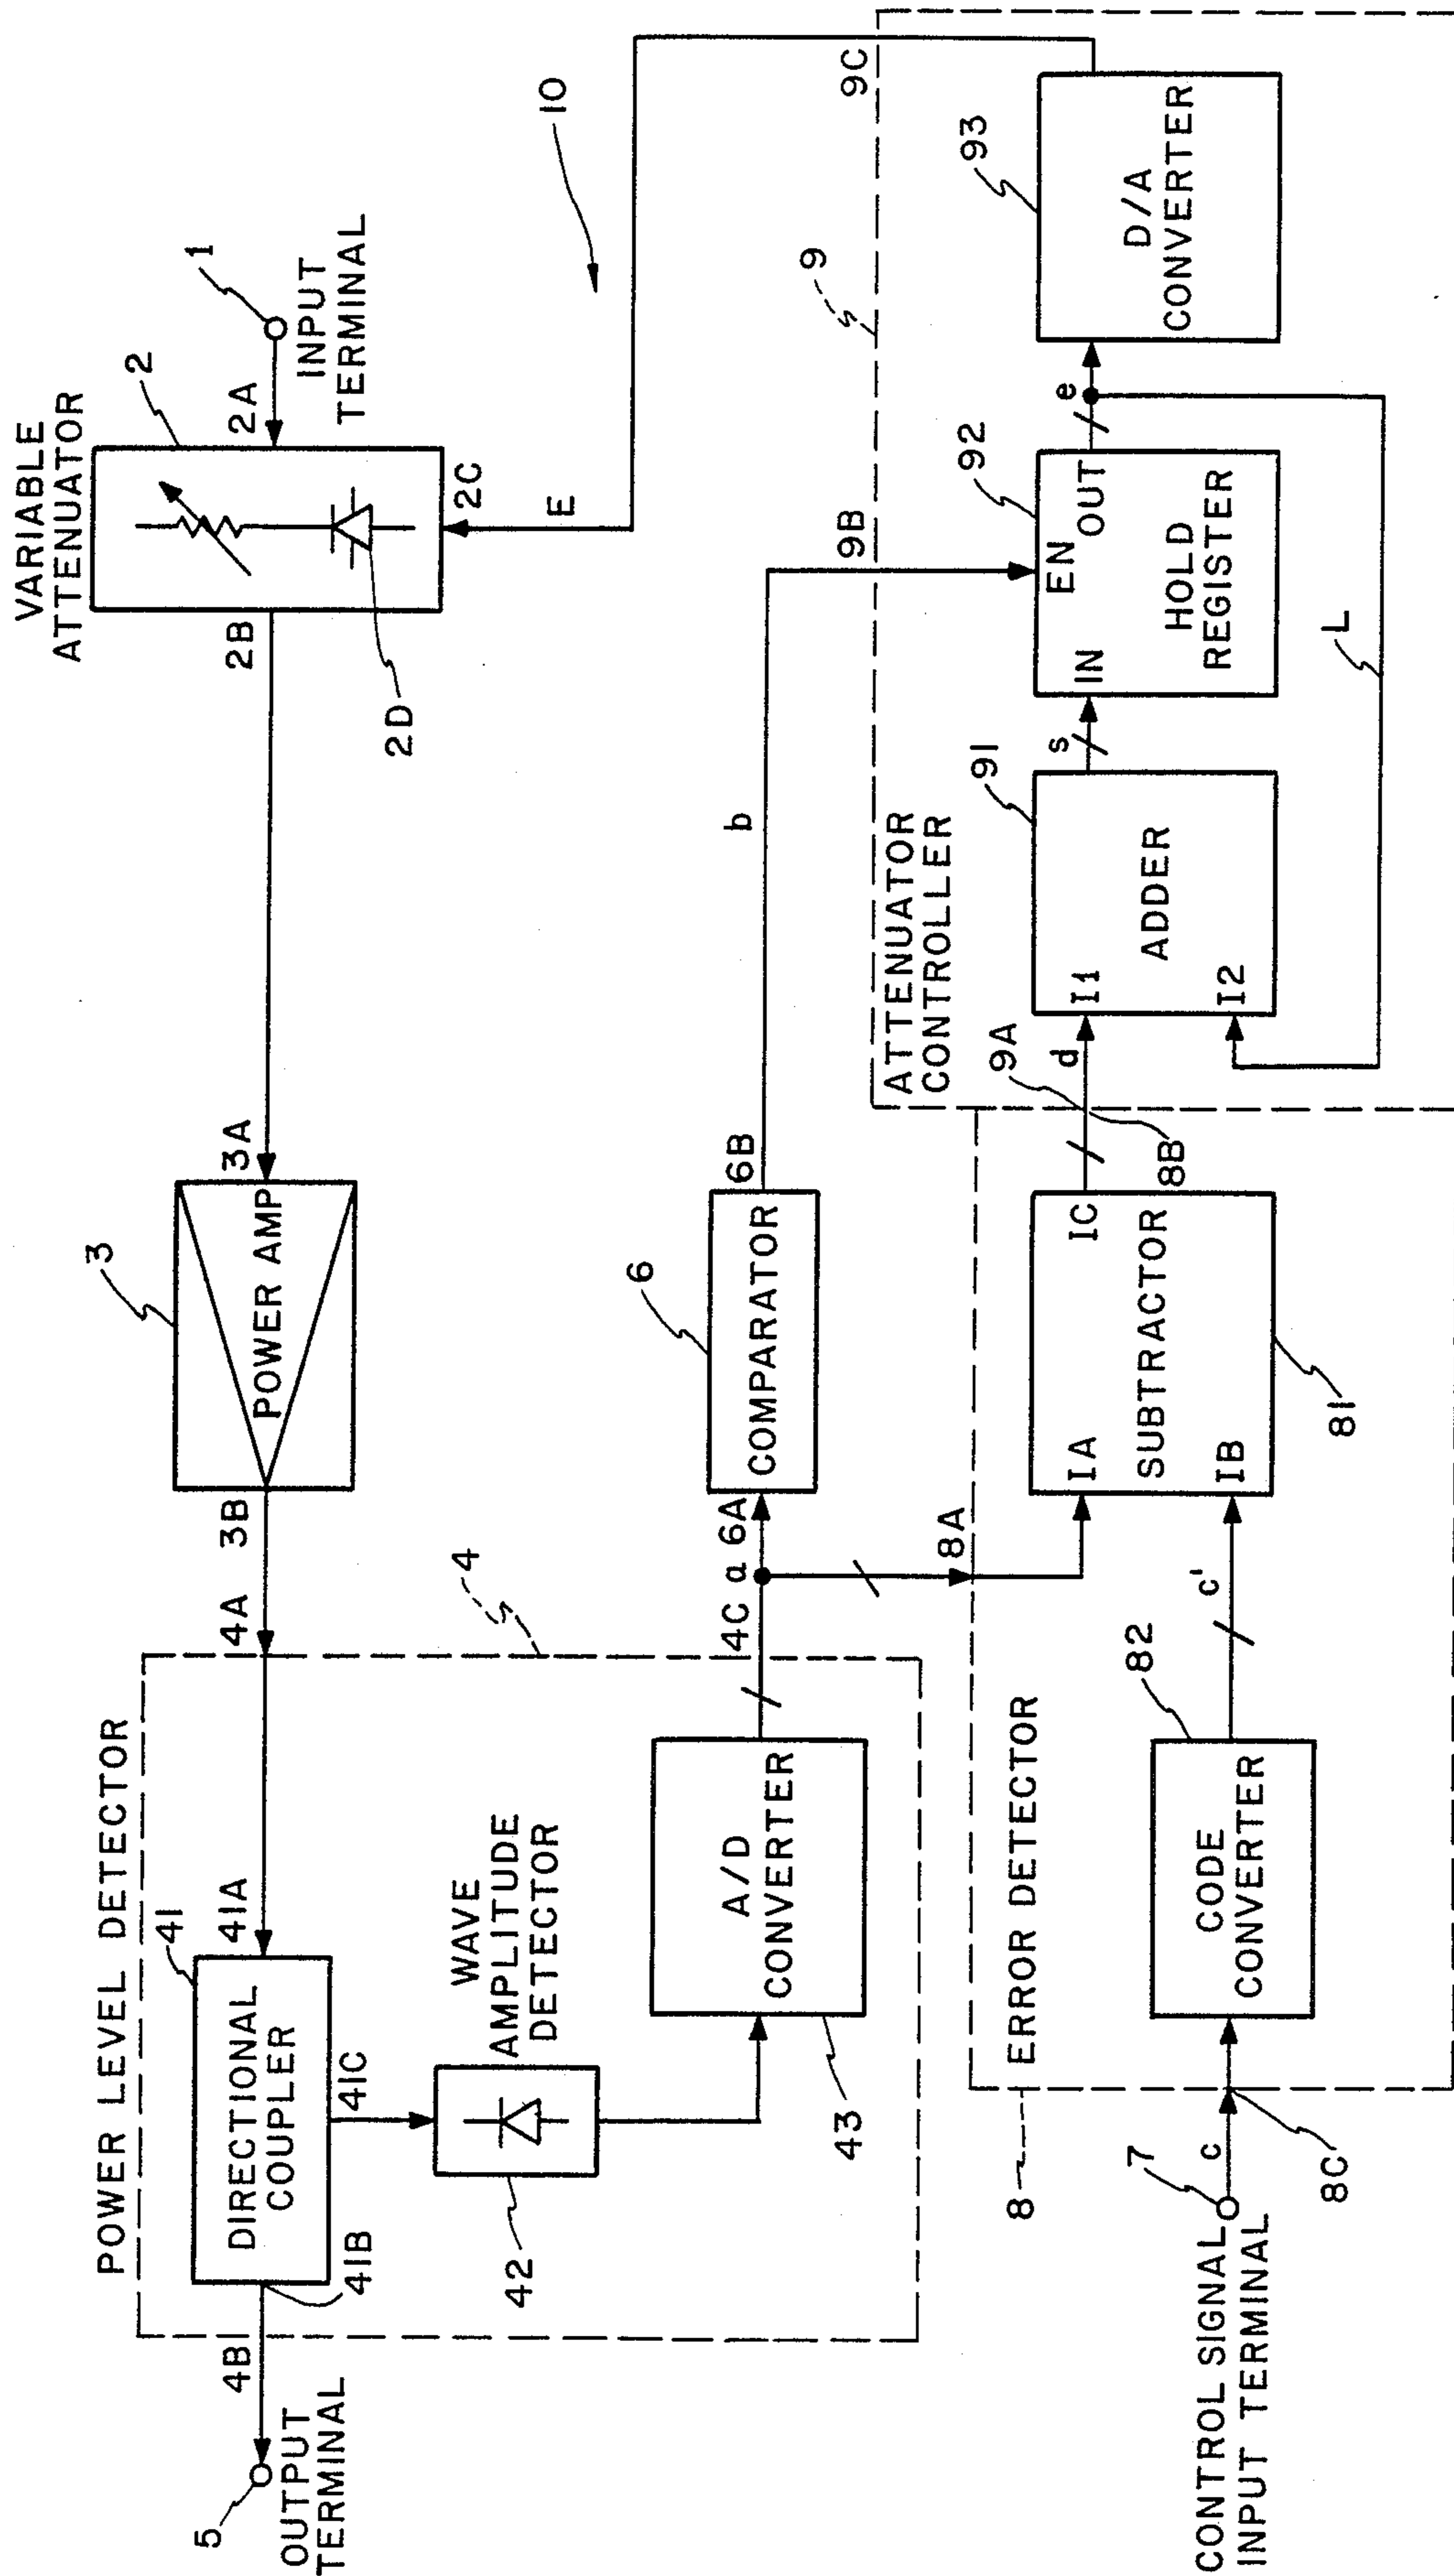 VARIABLE
ATTENUATOR
2
2A
1
INPUT
TERMINAL
2B
2C
2D
E
10
3
3A
POWER AMP
3B
4A
POWER LEVEL DETECTOR
4
41
41A
DIRECTIONAL
COUPLER
41B
41C
4B
5
OUTPUT
TERMINAL
WAVE
AMPLITUDE
DETECTOR
42
A/D
CONVERTER
43
4C
a
6A
6
COMPARATOR
6B
b
9B
9C
8A
ERROR DETECTOR
8
CONTROL SIGNAL
INPUT TERMINAL
7
c
8C
CODE
CONVERTER
82
c'
IA
IB
IC
SUBTRACTOR
81
8B
9A
d
ATTENUATOR
CONTROLLER
9
I1
I2
ADDER
91
s
IN
EN
OUT
HOLD
REGISTER
92
e
L
D/A
CONVERTER
93